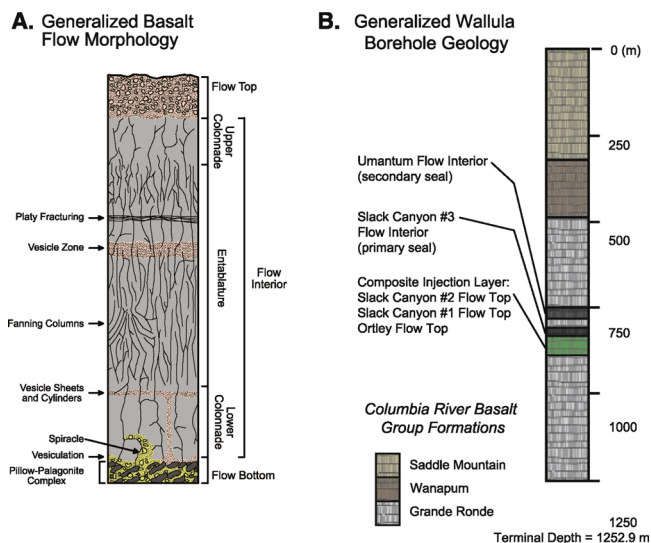 A. Generalized Basalt
Flow Morphology
Flow Top
Upper
Colonnade
Platy Fracturing
Vesicle Zone
Entablature
Flow
Interior
Fanning Columns
Vesicle Sheets
and Cylinders
Lower
Colonnade
Spiracle
Vesiculation
Pillow-Palagonite
Complex
Flow Bottom
B. Generalized Wallula
Borehole Geology
0 (m)
250
Umantum Flow Interior
(secondary seal)
Slack Canyon #3
Flow Interior
(primary seal)
500
Composite Injection Layer:
Slack Canyon #2 Flow Top
Slack Canyon #1 Flow Top
Ortley Flow Top
750
Columbia River Basalt
Group Formations
1000
Saddle Mountain
Wanapum
Grande Ronde
1250
Terminal Depth = 1252.9 m